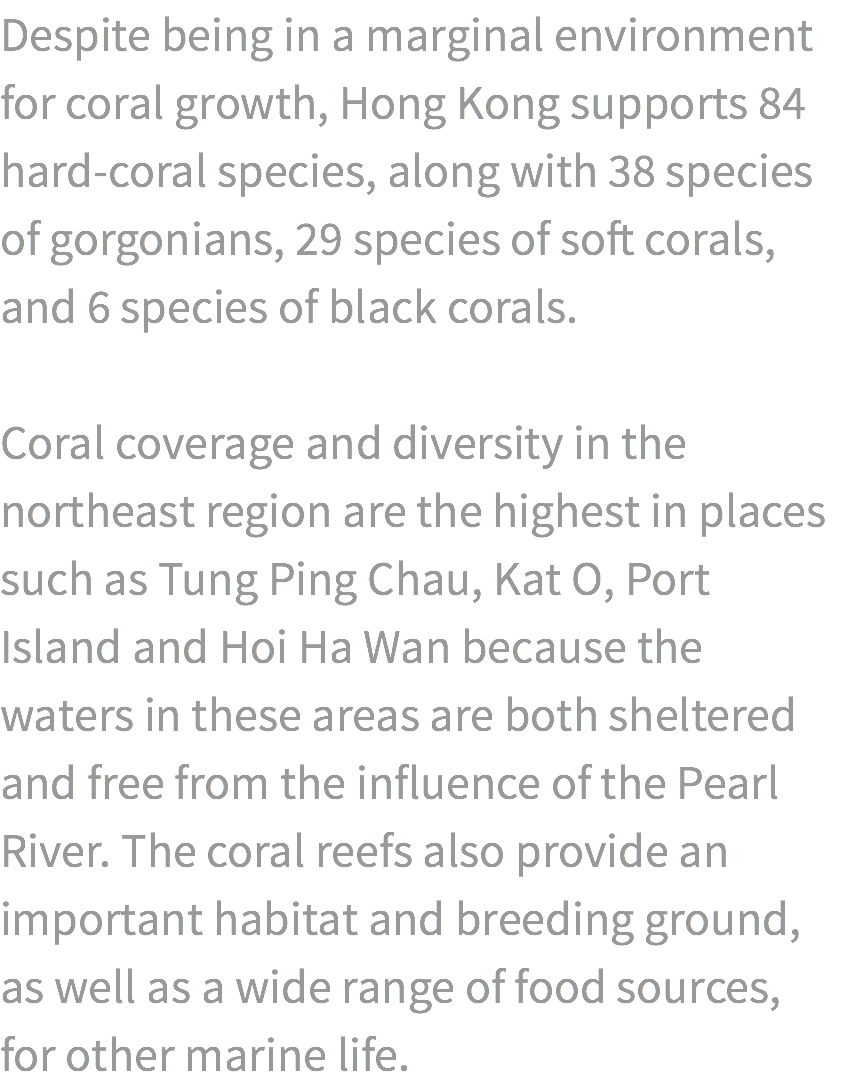 Despite being in a marginal environment
for coral growth, Hong Kong supports 84
hard-coral species, along with 38 species
of gorgonians, 29 species of soft corals,
and 6 species of black corals.
Coral coverage and diversity in the
northeast region are the highest in places
such as Tung Ping Chau, Kat O, Port
Island and Hoi Ha Wan because the
waters in these areas are both sheltered
and free from the influence of the Pearl
River. The coral reefs also provide an
important habitat and breeding ground,
as well as a wide range of food sources,
for other marine life.